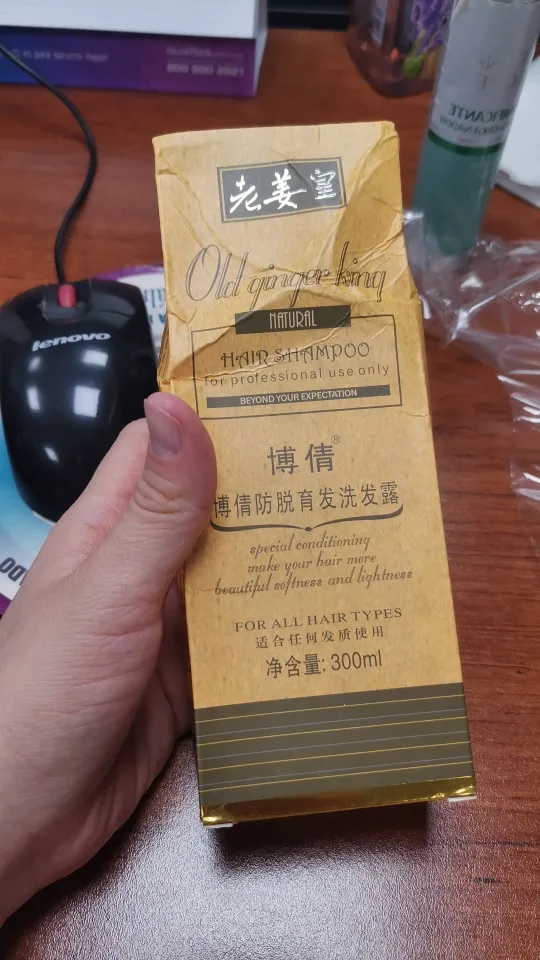 老姜皇
Old ginger king
NATURAL
HAIR SHAMPOO
for professional use only
BEYOND YOUR EXPECTATION
博倩®
博倩防脱育发洗发露
special conditioning
make your hair more
beautiful softness and lightness
FOR ALL HAIR TYPES
适合任何发质使用
净含量: 300ml
lenovo